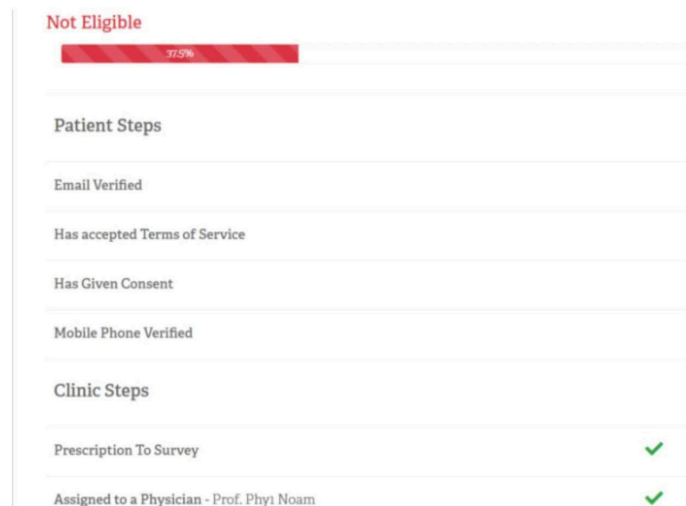 Not Eligible
37.5%
Patient Steps
Email Verified
Has accepted Terms of Service
Has Given Consent
Mobile Phone Verified
Clinic Steps
Prescription To Survey
Assigned to a Physician - Prof. Phy1 Noam